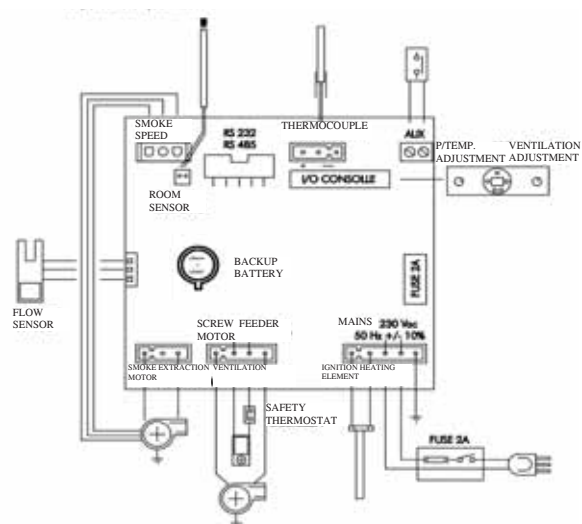 SMOKE
SPEED
RS 232
RS 485
THERMOCOUPLE
AUX
P/TEMP.
ADJUSTMENT
VENTILATION
ADJUSTMENT
ROOM
SENSOR
I/O CONSOLLE
BACKUP
BATTERY
FUSE 2A
FLOW
SENSOR
SCREW FEEDER
MOTOR
MAINS
230 Vac
50 Hz +/- 10%
SMOKE EXTRACTION
MOTOR
VENTILATION
IGNITION HEATING
ELEMENT
SAFETY
THERMOSTAT
FUSE 2A